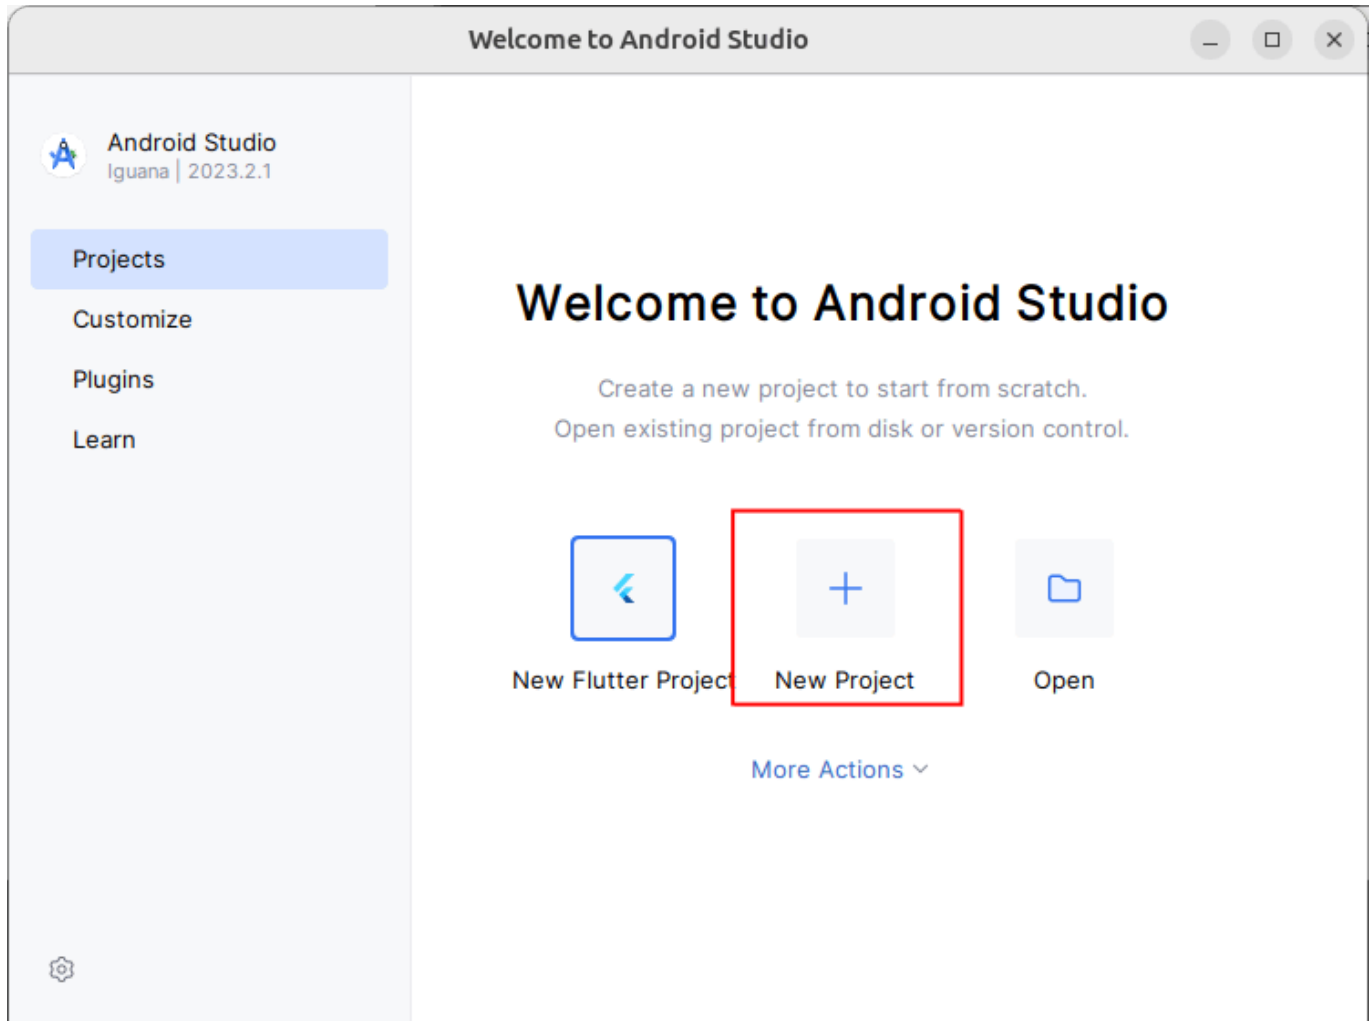 Welcome to Android Studio
Android Studio
Iguana | 2023.2.1
Projects
Customize
Plugins
Learn
Welcome to Android Studio
Create a new project to start from scratch.
Open existing project from disk or version control.
New Flutter Project
New Project
Open
More Actions